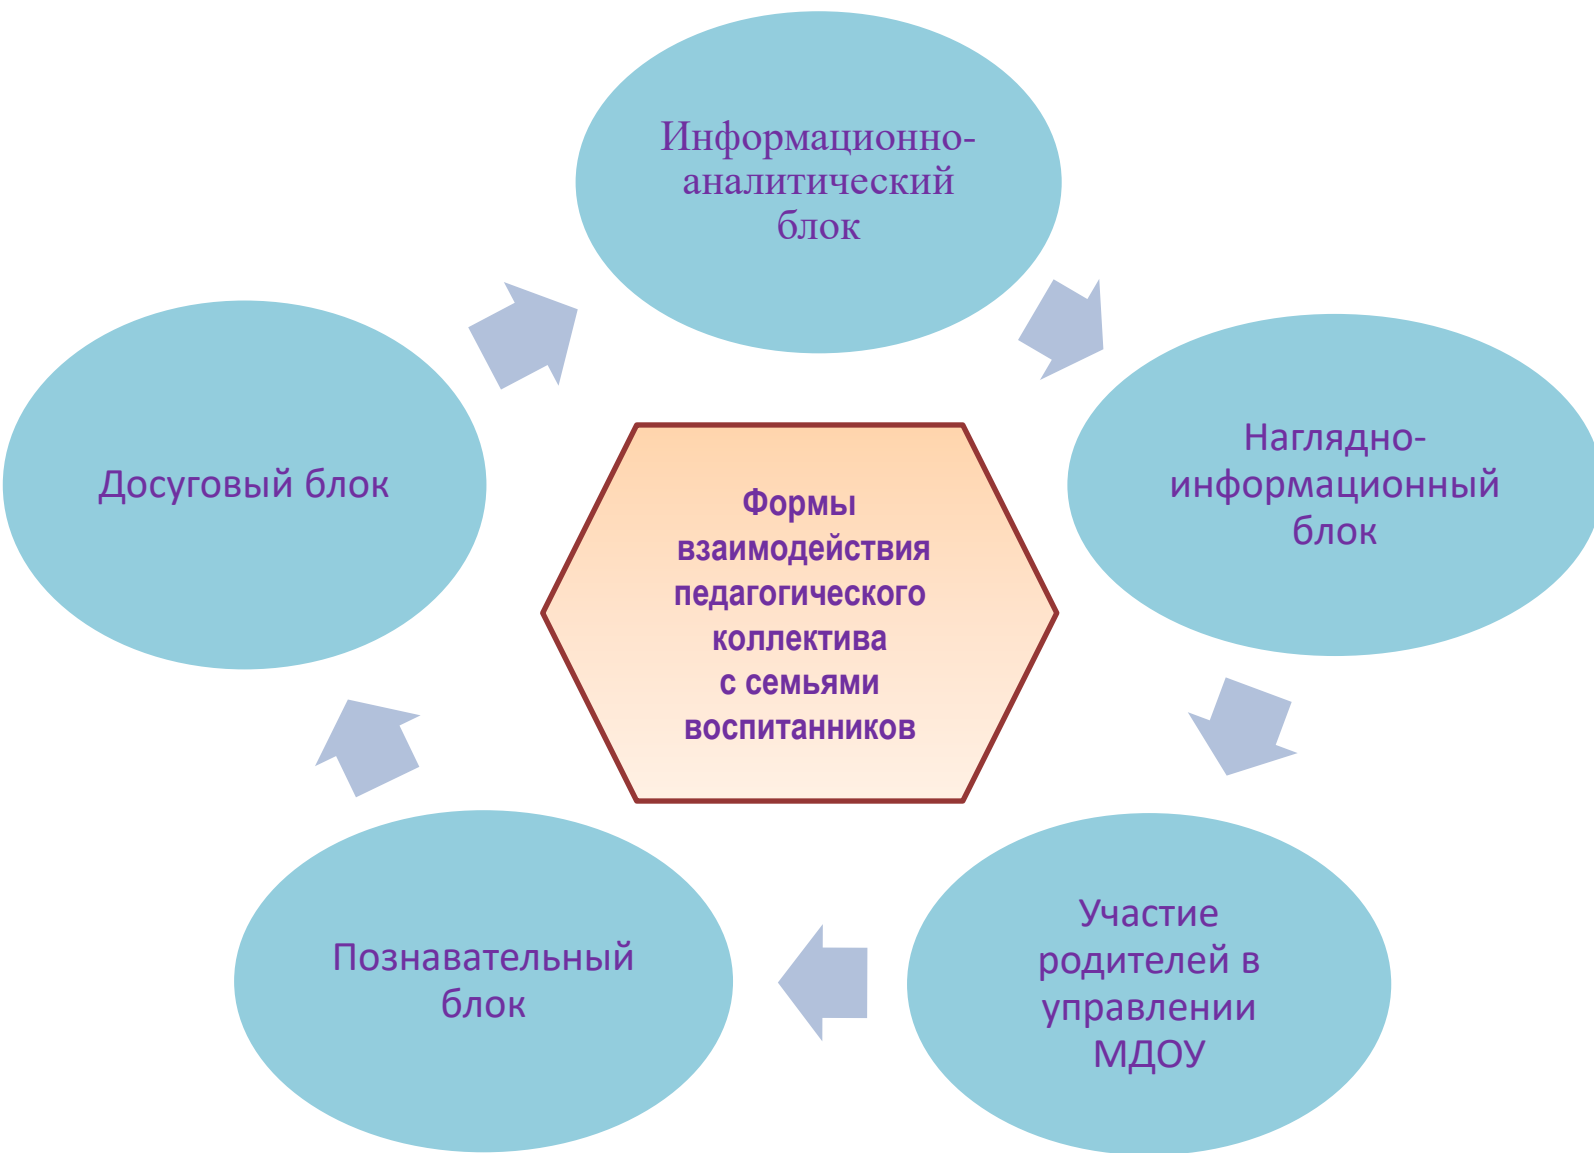 Информационно-
аналитический
блок
Наглядно-
информационный
блок
Участие
родителей в
управлении
МДОУ
Познавательный
блок
Досуговый блок
Формы
взаимодействия
педагогического
коллектива
с семьями
воспитанников